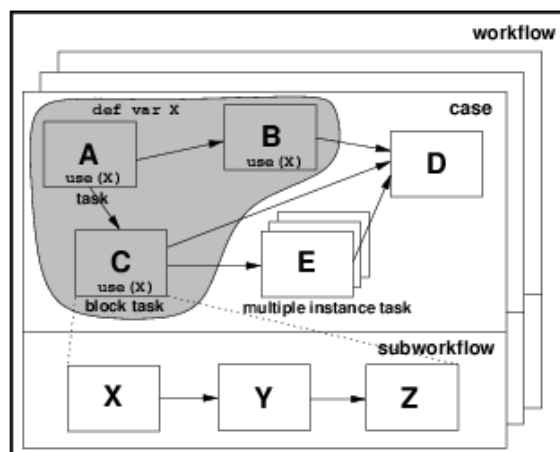 workflow
case
def var X
A
use (X)
task
B
use (X)
D
C
use (X)
block task
E
multiple instance task
subworkflow
X
Y
Z